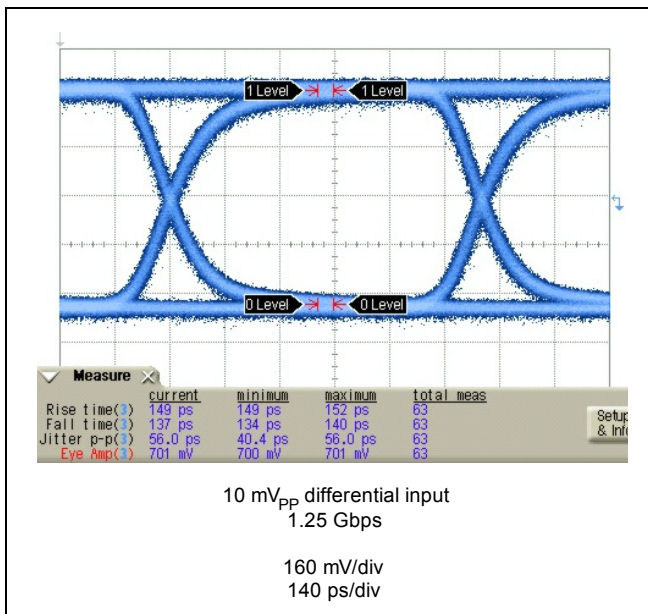 1 Level 1 Level
0 Level 0 Level
Measure
current minimum maximum total meas
Rise time(3) 149 ps 149 ps 152 ps 63
Fall time(3) 137 ps 134 ps 140 ps 63
Jitter p-p(3) 56.0 ps 40.4 ps 56.0 ps 63
Eye Amp(3) 701 mV 700 mV 701 mV 63
Setup
& Info
10 mVPP differential input
1.25 Gbps
160 mV/div
140 ps/div